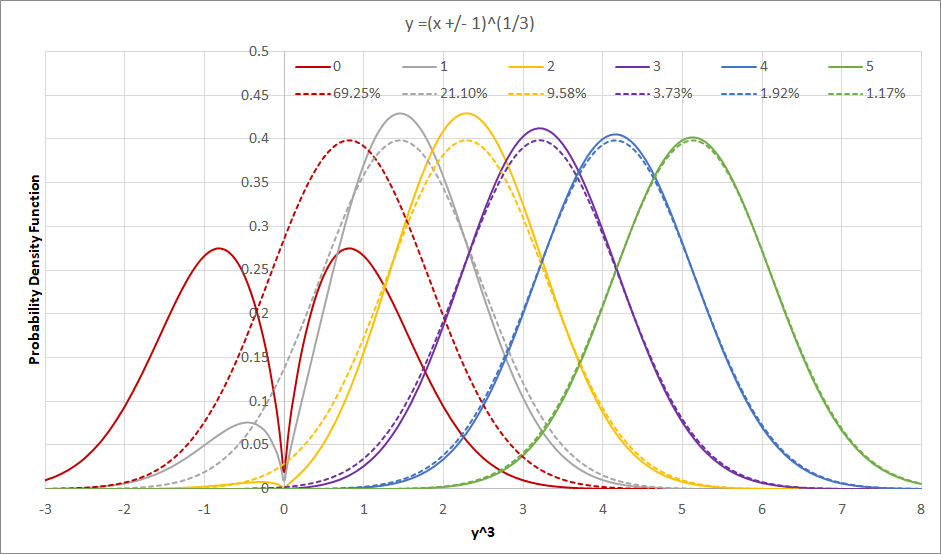 y =(x +/- 1)^(1/3)
0 1 2 3 4 5
69.25% 21.10% 9.58% 3.73% 1.92% 1.17%
0.5
0.45
0.4
0.35
0.3
0.25
0.2
0.15
0.1
0.05
0
Probability Density Function
-3 -2 -1 0 1 2 3 4 5 6 7 8
y^3